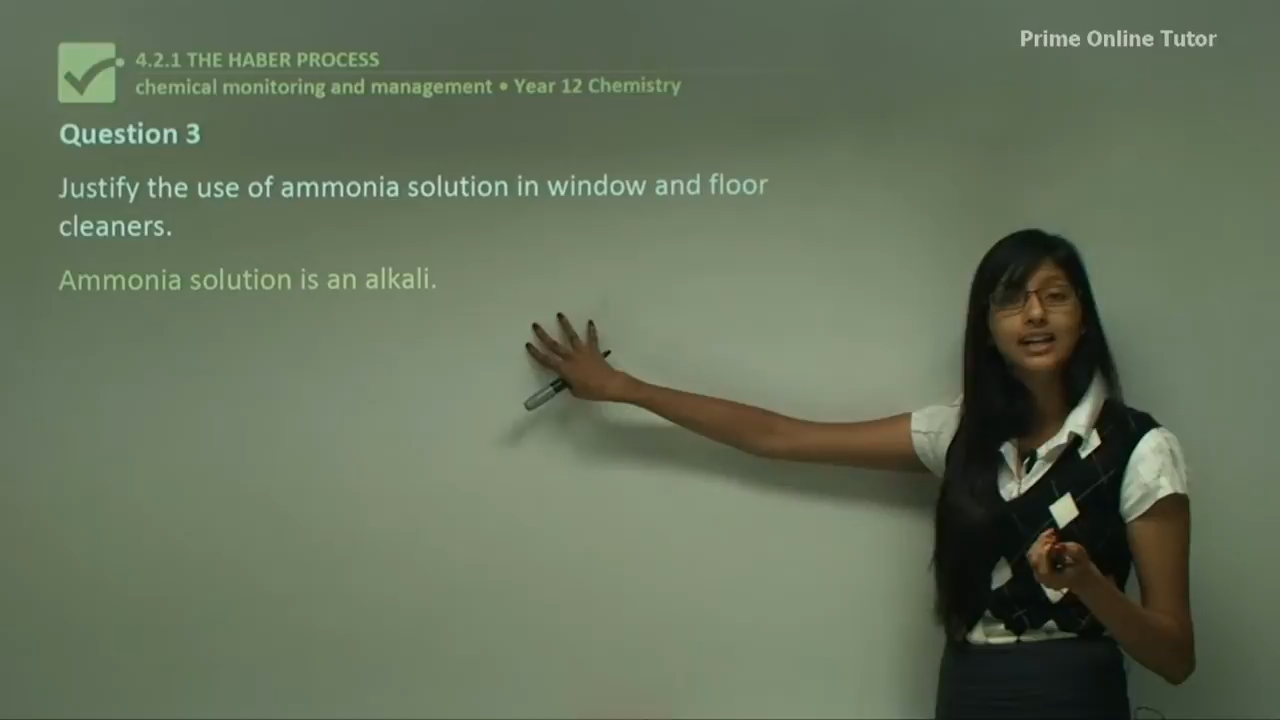 Prime Online Tutor
4.2.1 THE HABER PROCESS
chemical monitoring and management • Year 12 Chemistry
Question 3
Justify the use of ammonia solution in window and floor
cleaners.
Ammonia solution is an alkali.